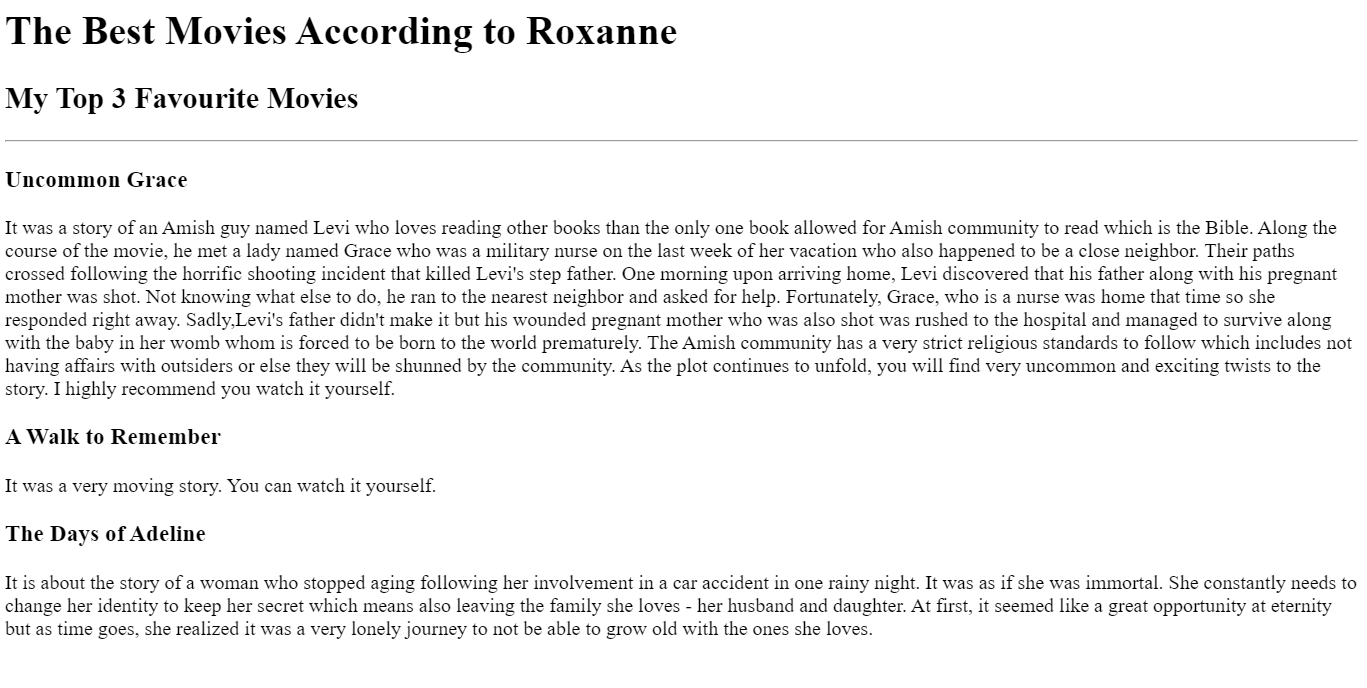 The Best Movies According to Roxanne
My Top 3 Favourite Movies
Uncommon Grace
It was a story of an Amish guy named Levi who loves reading other books than the only one book allowed for Amish community to read which is the Bible. Along the
course of the movie, he met a lady named Grace who was a military nurse on the last week of her vacation who also happened to be a close neighbor. Their paths
crossed following the horrific shooting incident that killed Levi's step father. One morning upon arriving home, Levi discovered that his father along with his pregnant
mother was shot. Not knowing what else to do, he ran to the nearest neighbor and asked for help. Fortunately, Grace, who is a nurse was home that time so she
responded right away. Sadly,Levi's father didn't make it but his wounded pregnant mother who was also shot was rushed to the hospital and managed to survive along
with the baby in her womb whom is forced to be born to the world prematurely. The Amish community has a very strict religious standards to follow which includes not
having affairs with outsiders or else they will be shunned by the community. As the plot continues to unfold, you will find very uncommon and exciting twists to the
story. I highly recommend you watch it yourself.
A Walk to Remember
It was a very moving story. You can watch it yourself.
The Days of Adeline
It is about the story of a woman who stopped aging following her involvement in a car accident in one rainy night. It was as if she was immortal. She constantly needs to
change her identity to keep her secret which means also leaving the family she loves - her husband and daughter. At first, it seemed like a great opportunity at eternity
but as time goes, she realized it was a very lonely journey to not be able to grow old with the ones she loves.